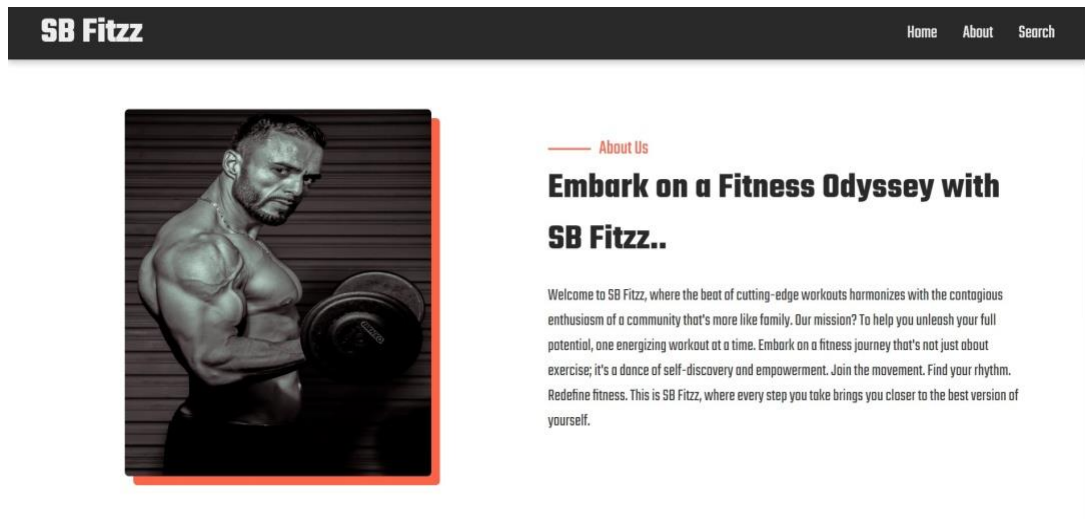 SB Fitzz
Home About Search
About Us
Embark on a Fitness Odyssey with
SB Fitzz..
Welcome to SB Fitzz, where the beat of cutting-edge workouts harmonizes with the contagious
enthusiasm of a community that's more like family. Our mission? To help you unleash your full
potential, one energizing workout at a time. Embark on a fitness journey that's not just about
exercise; it's a dance of self-discovery and empowerment. Join the movement. Find your rhythm.
Redefine fitness. This is SB Fitzz, where every step you take brings you closer to the best version of
yourself.